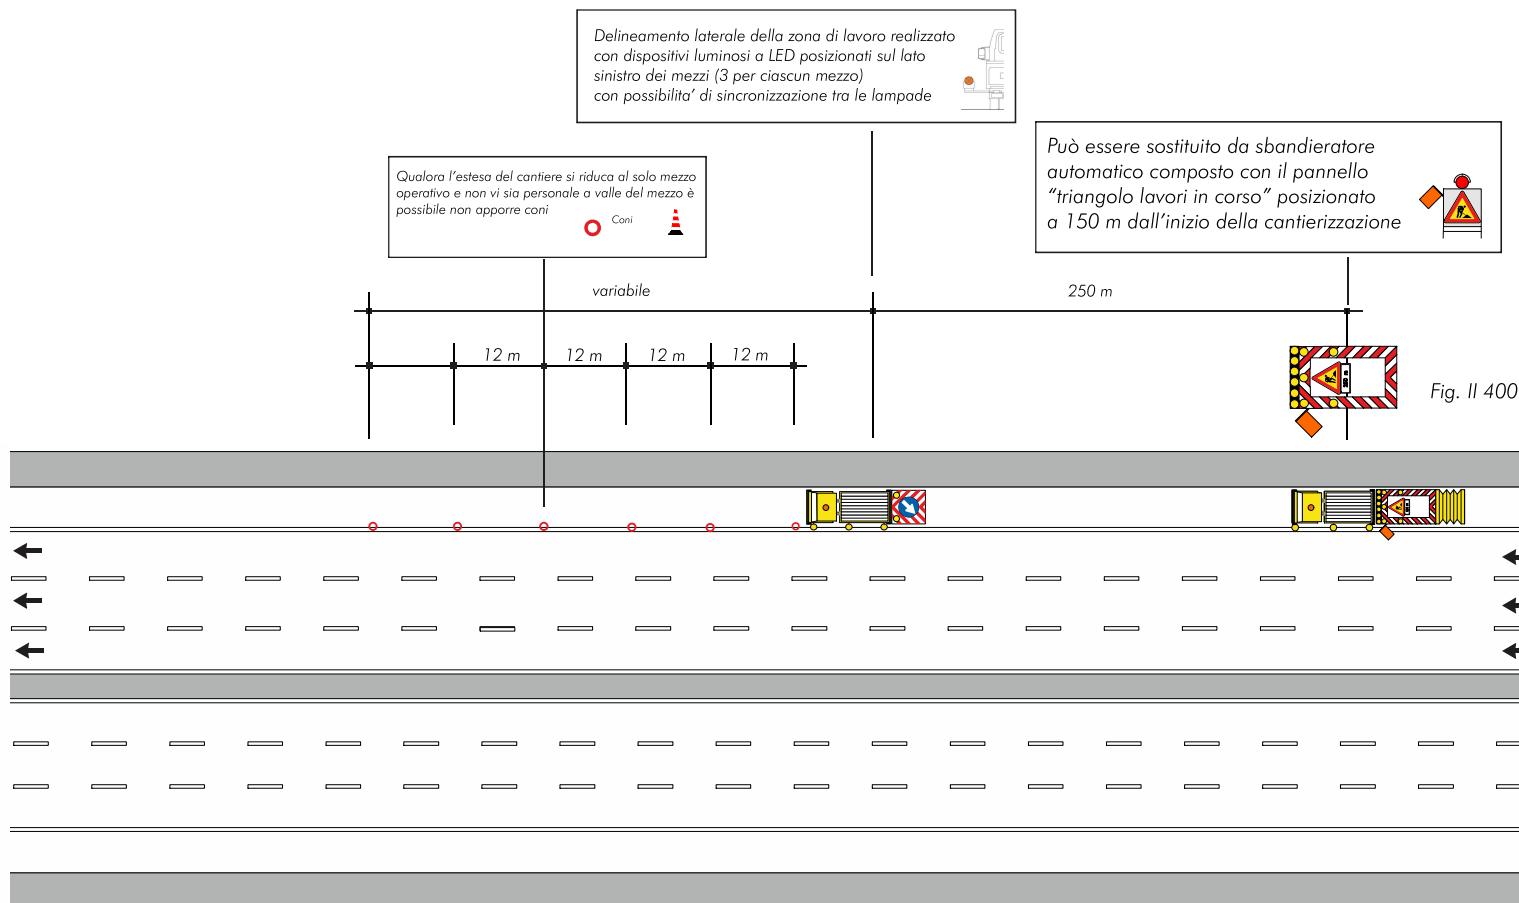 Delineamento laterale della zona di lavoro realizzato
con dispositivi luminosi a LED posizionati sul lato
sinistro dei mezzi (3 per ciascun mezzo)
con possibilita' di sincronizzazione tra le lampade
Può essere sostituito da sbandieratore
automatico composto con il pannello
"triangolo lavori in corso" posizionato
a 150 m dall'inizio della cantierizzazione
Qualora l'estesa del cantiere si riduca al solo mezzo
operativo e non vi sia personale a valle del mezzo è
possibile non apporre coni
Coni
variabile
250 m
12 m
12 m
12 m
12 m
Fig. II 400